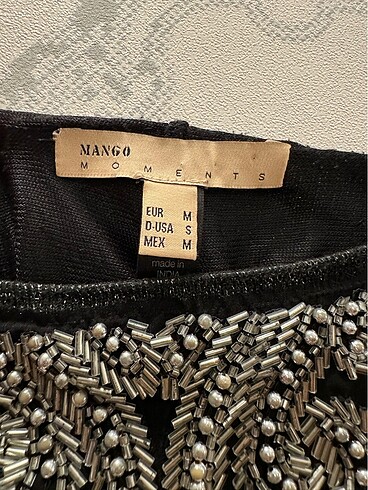 MANGO
MOMENTS
EUR M
D·USA S
MEX M
made in
INDIA